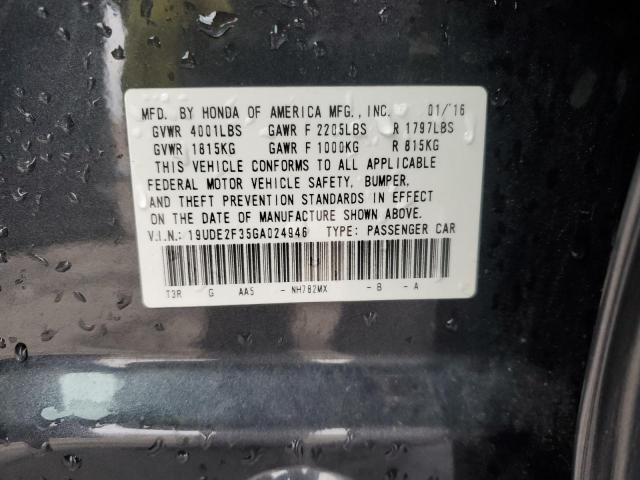 MFD. BY HONDA OF AMERICA MFG., INC. 01/'16
GVWR 4001LBS GAWR F 2205LBS R 1797LBS
GVWR 1815KG GAWR F 1000KG R 815KG
THIS VEHICLE CONFORMS TO ALL APPLICABLE
FEDERAL MOTOR VEHICLE SAFETY, BUMPER,
AND THEFT PREVENTION STANDARDS IN EFFECT
ON THE DATE OF MANUFACTURE SHOWN ABOVE.
V.I.N.: 19UDE2F35GA024946 TYPE: PASSENGER CAR
T3R G AA5 -NH782MX -B -A